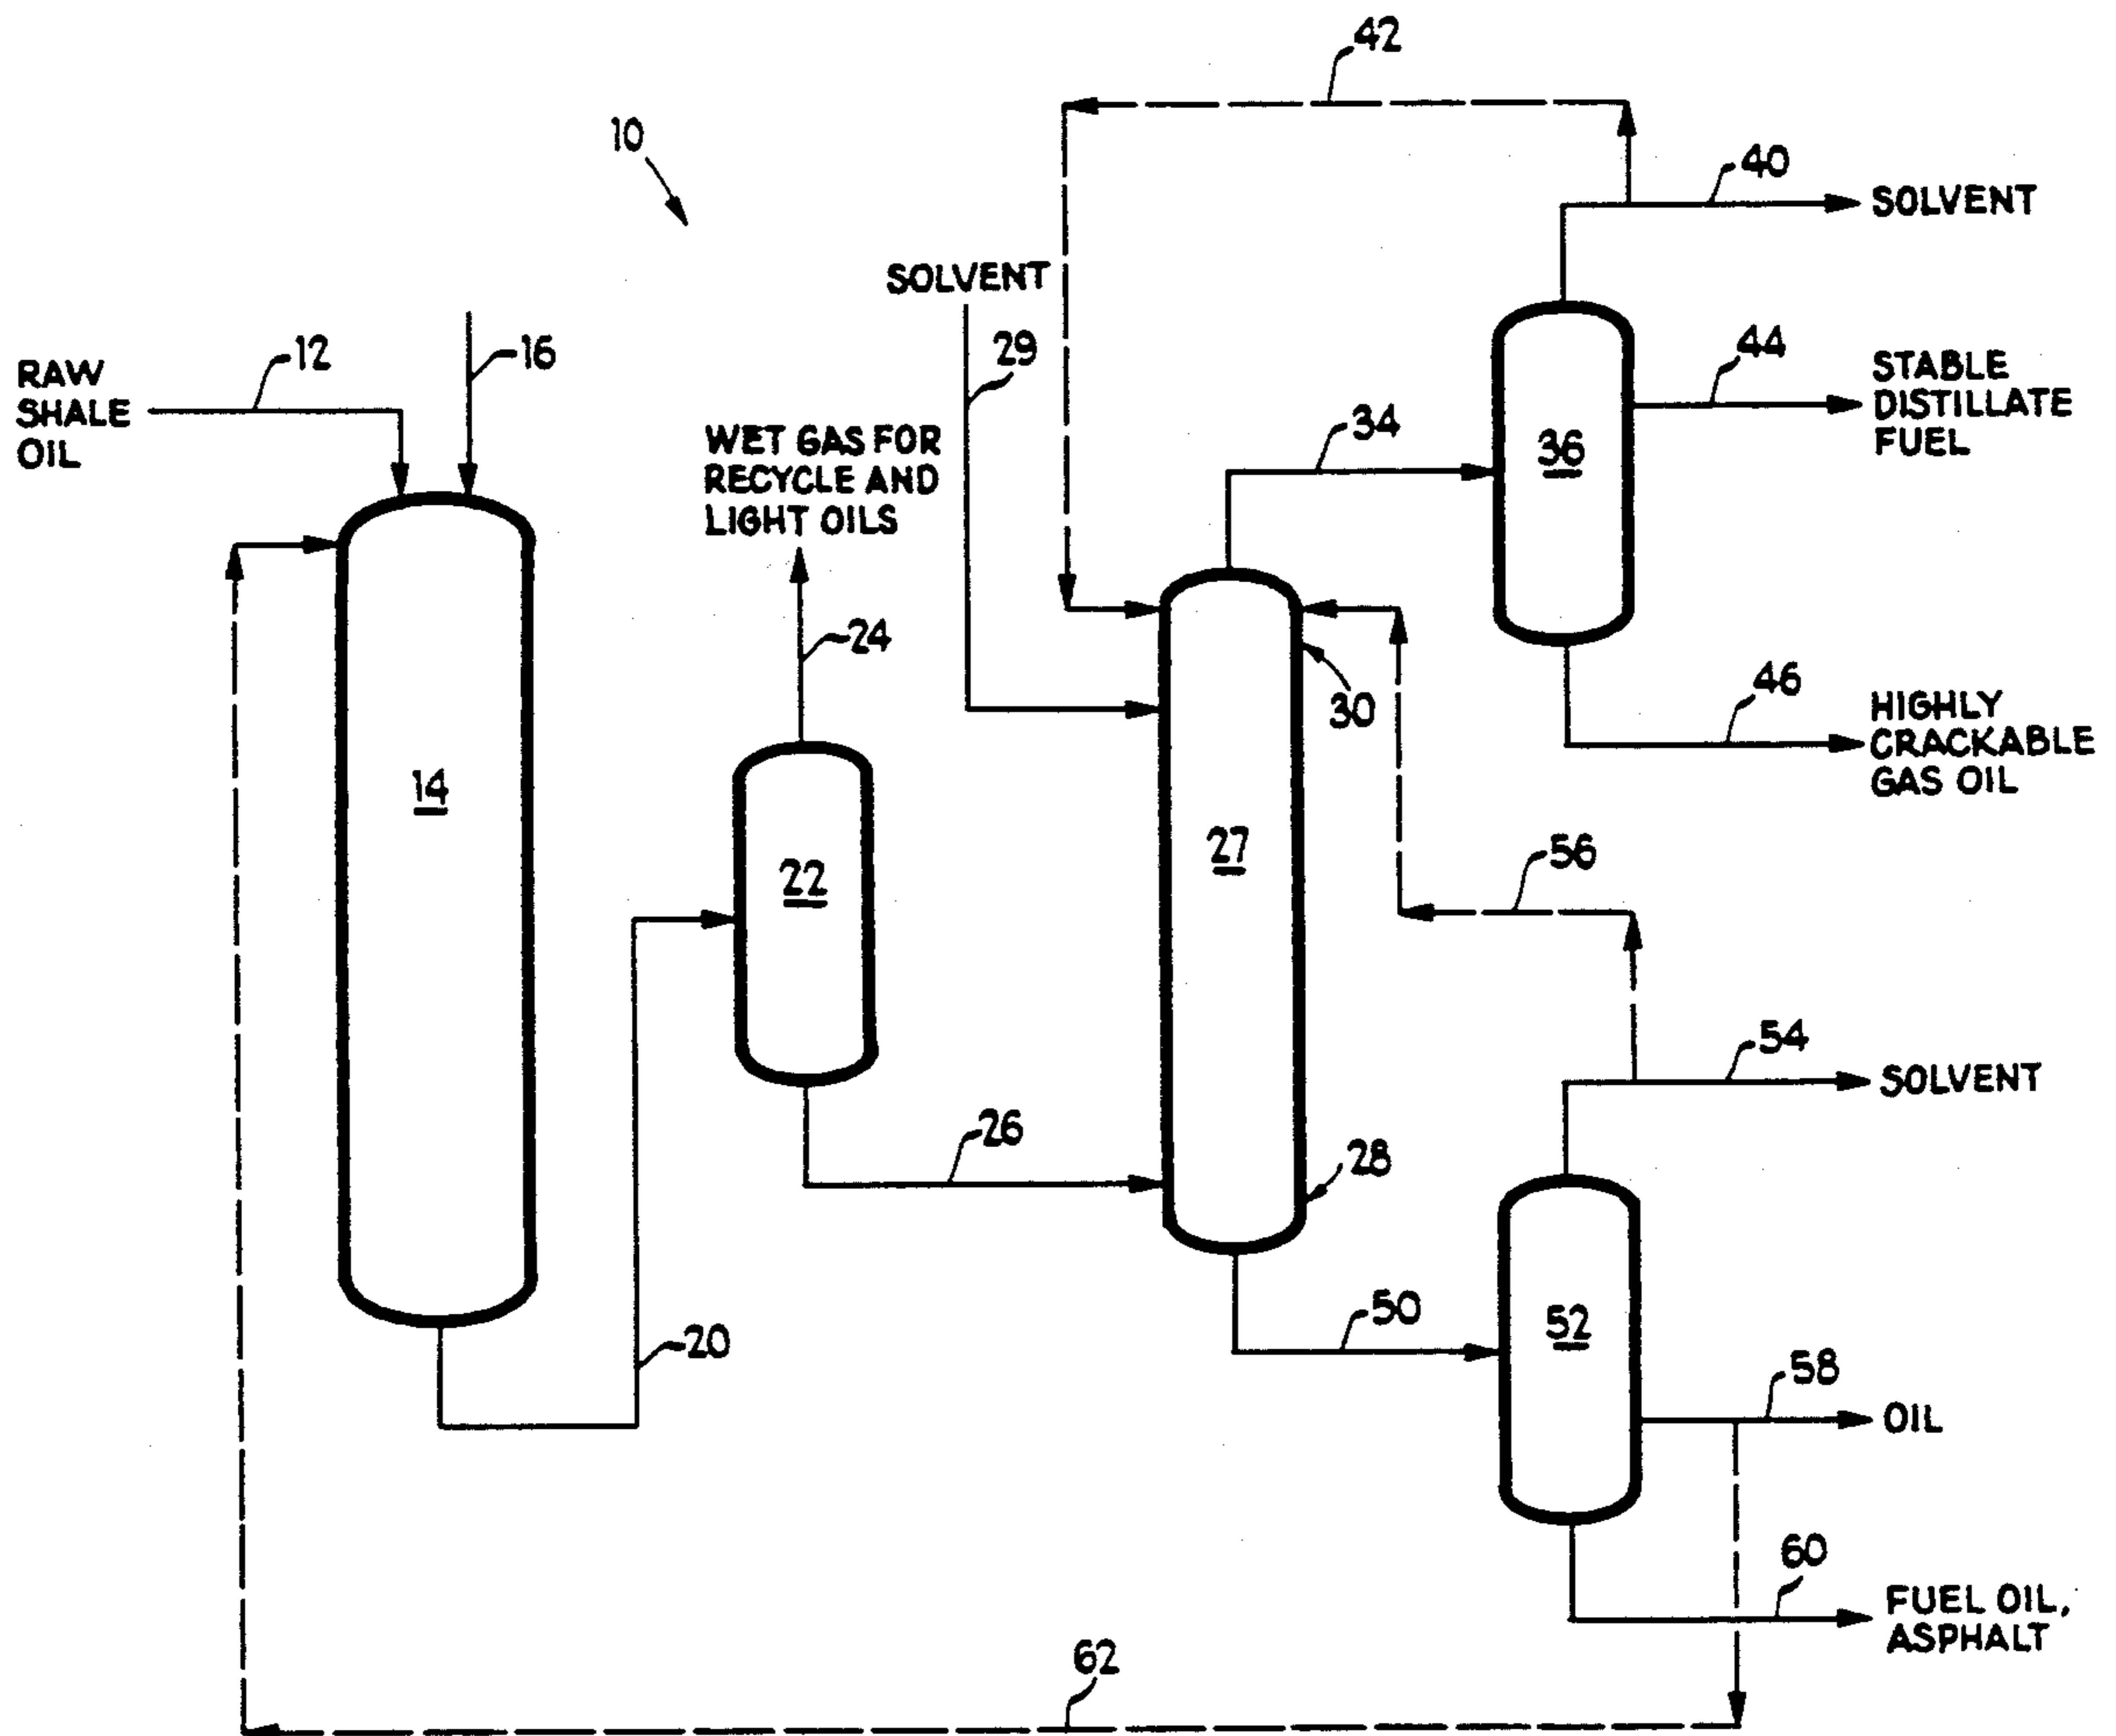 42
10
40
SOLVENT
SOLVENT
12
16
29
44
RAW
SHALE
OIL
STABLE
DISTILLATE
FUEL
WET GAS FOR
RECYCLE AND
LIGHT OILS
34
36
24
30
46
HIGHLY
CRACKABLE
GAS OIL
14
22
27
56
54
SOLVENT
26
28
20
50
52
58
OIL
60
FUEL OIL,
ASPHALT
62